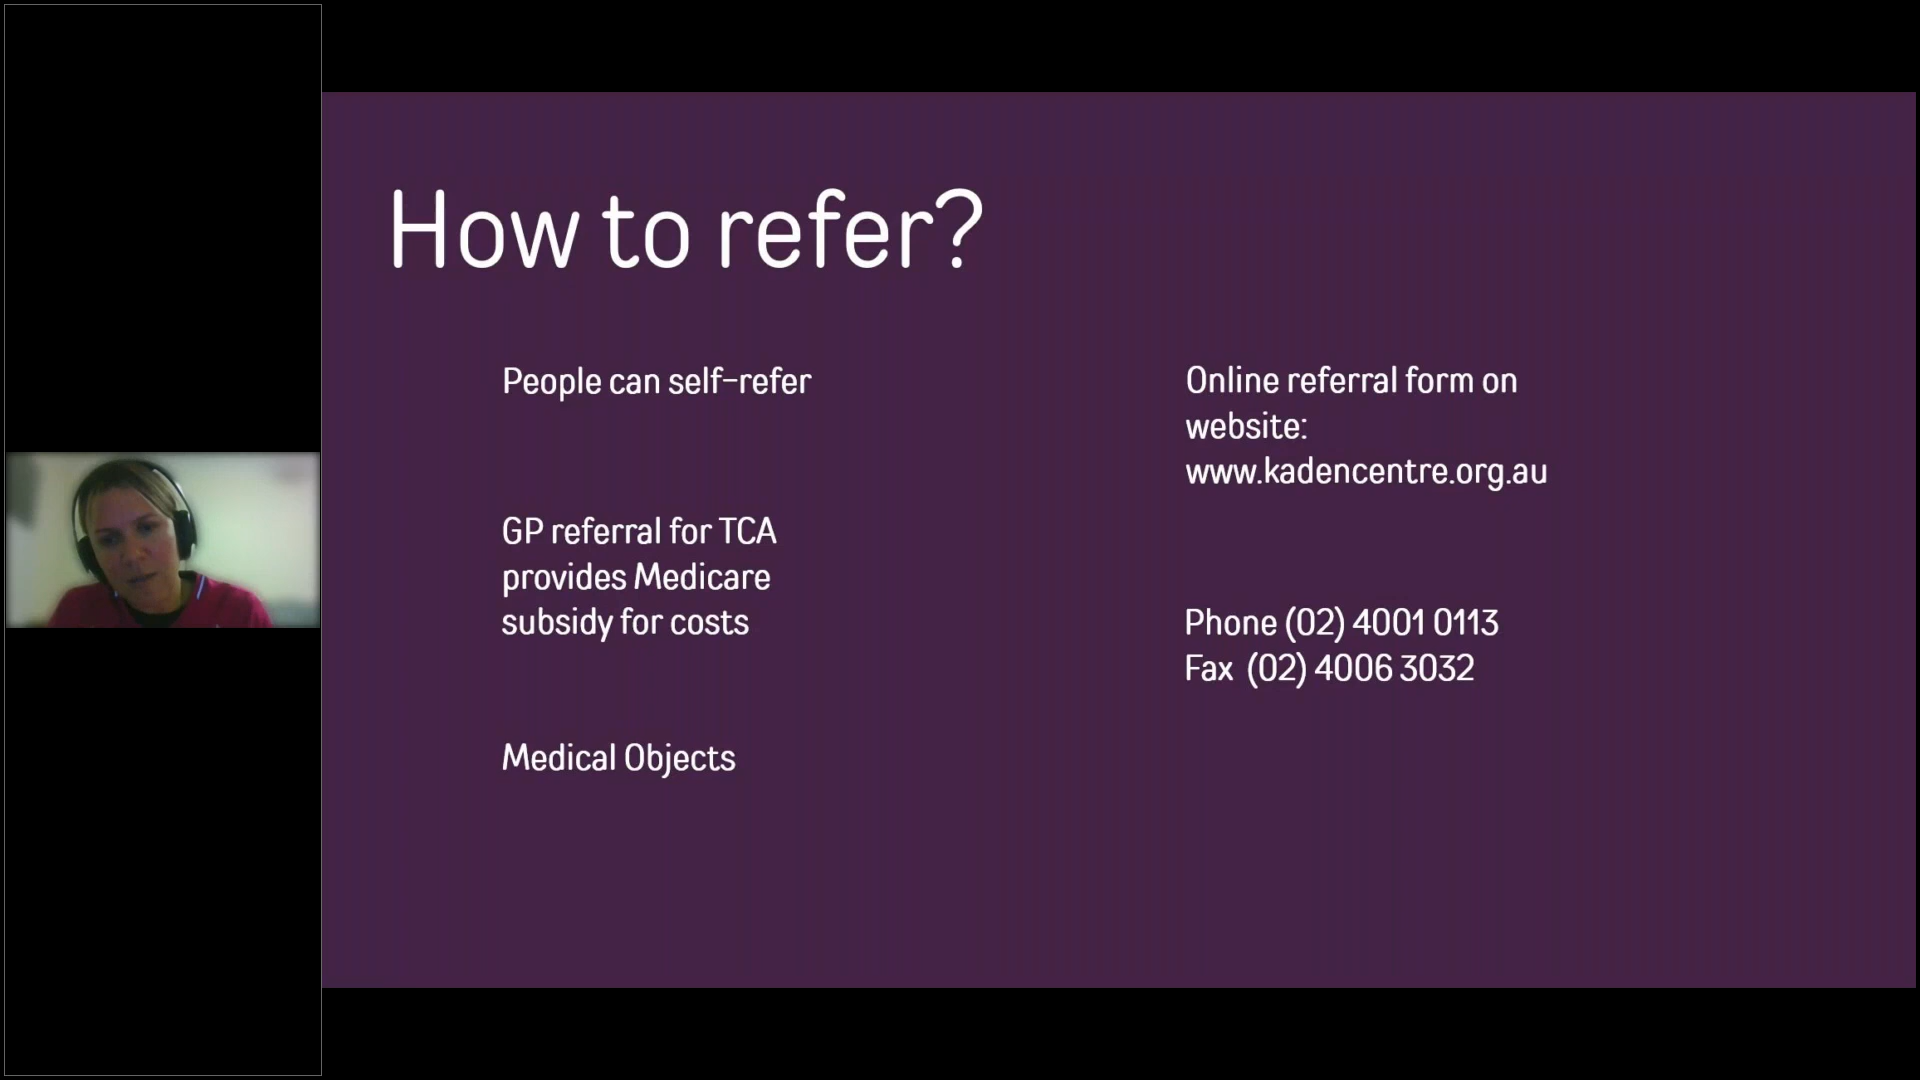 How to refer?
People can self-refer
GP referral for TCA
provides Medicare
subsidy for costs
Medical Objects
Online referral form on
website:
www.kadencentre.org.au
Phone (02) 4001 0113
Fax (02) 4006 3032